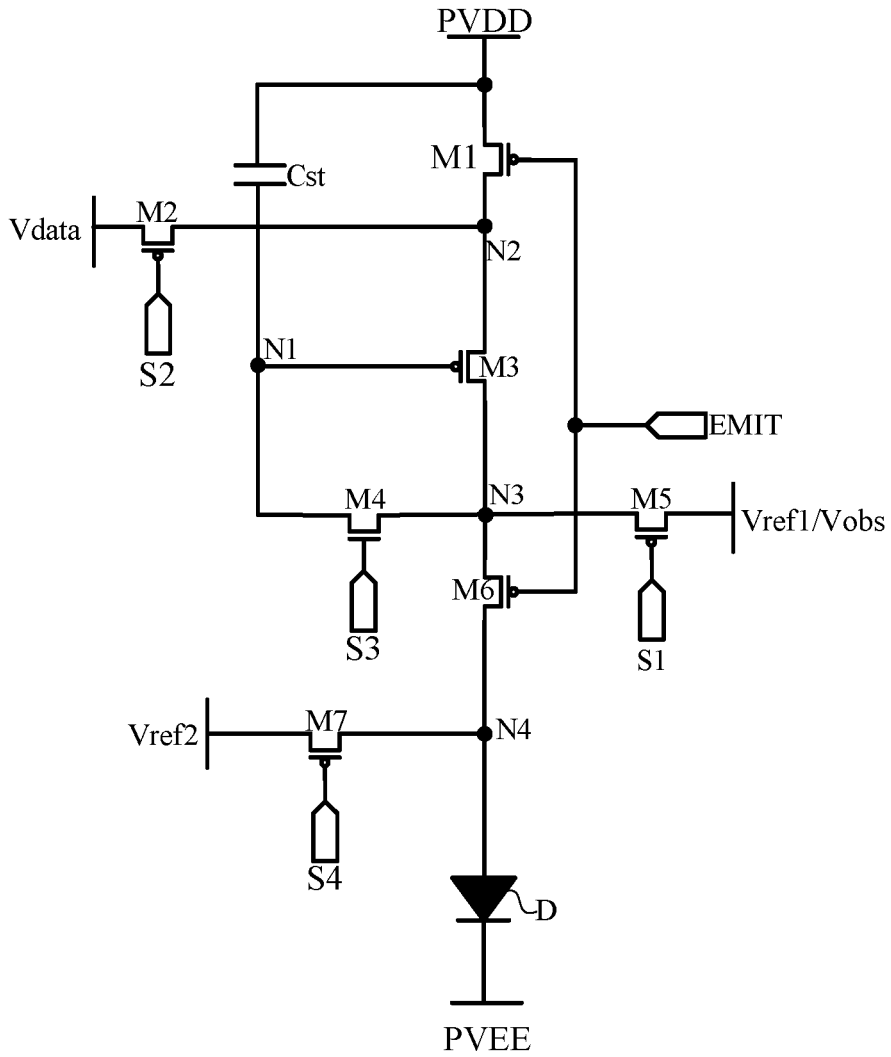 PVDD
M1
Cst
M2
Vdata
N2
N1
M3
S2
EMIT
N3
M4
M5
Vref1/Vobs
M6
S3
S1
M7
N4
Vref2
S4
D
PVEE